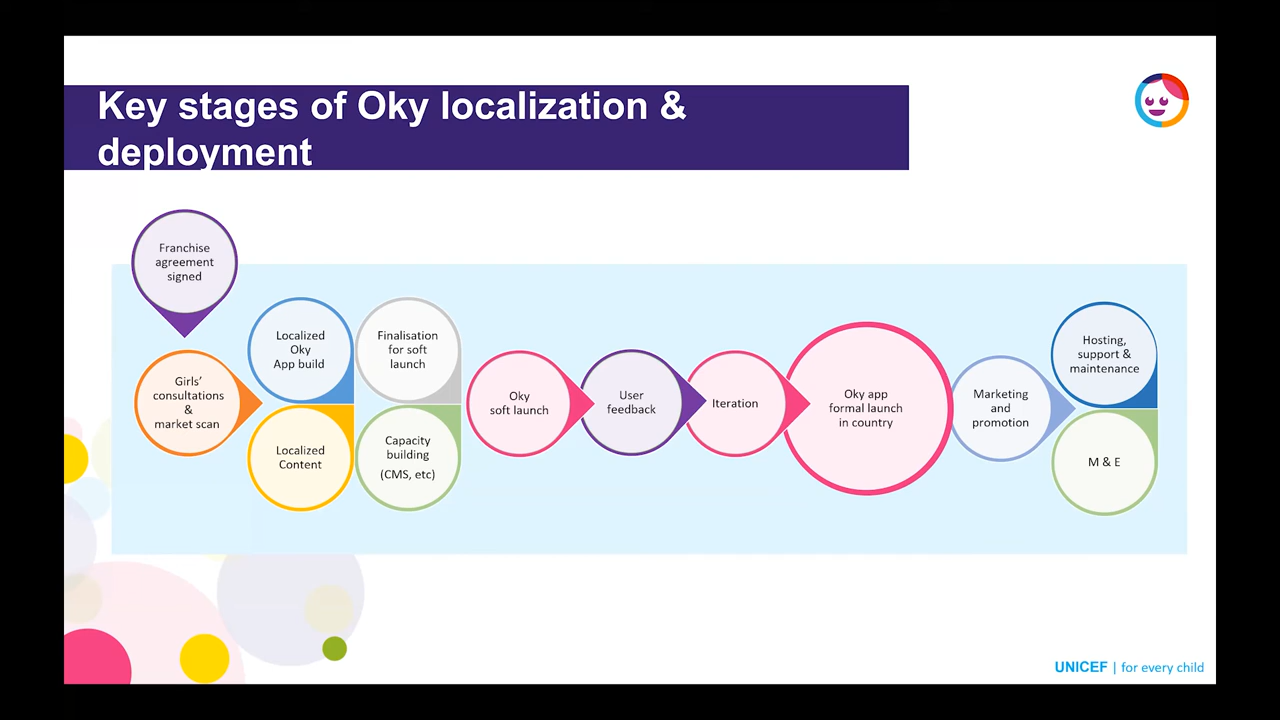 Key stages of Oky localization &
deployment
Franchise
agreement
signed
Girls’
consultations
&
market scan
Localized
Oky
App build
Localized
Content
Finalisation
for soft
launch
Capacity
building
(CMS, etc)
Oky
soft launch
User
feedback
Iteration
Oky app
formal launch
in country
Marketing
and
promotion
Hosting,
support &
maintenance
M & E
UNICEF | for every child